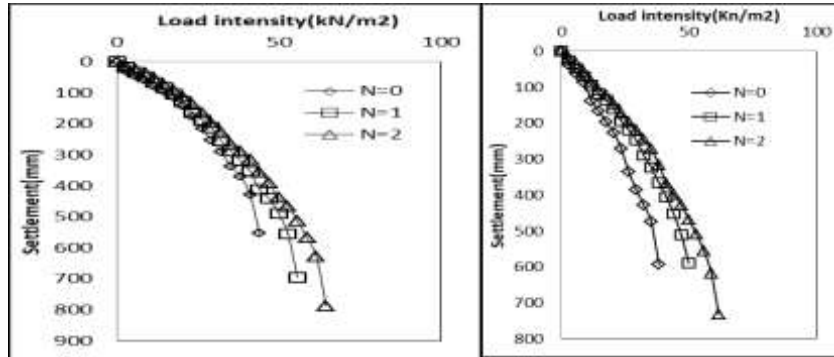 Load intensity(kN/m2)
0 50 100
0
100
200
300
400
500
600
700
800
900
Settlement(mm)
N=0
N=1
N=2
Load intensity(Kn/m2)
0 50 100
0
100
200
300
400
500
600
700
800
Settlement(mm)
N=0
N=1
N=2